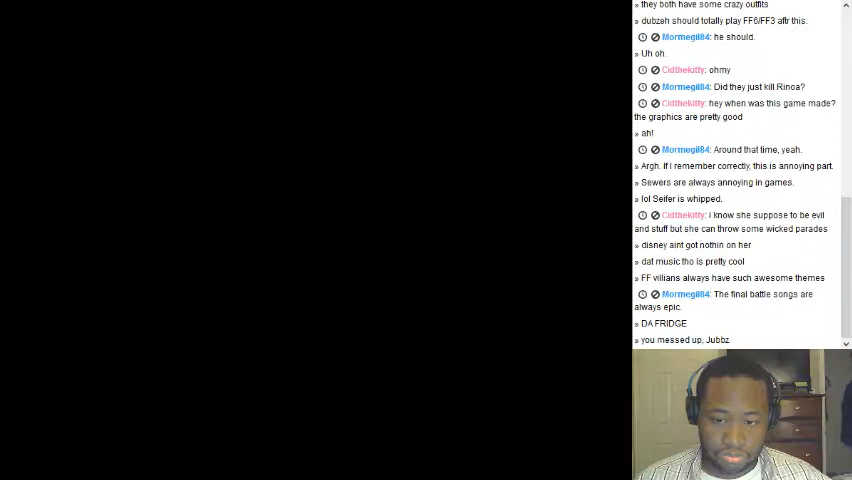 » they both have some crazy outfits
» dubzeh should totally play FF6/FF3 aftr this.
Mormegil84: he should.
» Uh oh.
Cidthekitty: ohmy
Mormegil84: Did they just kill Rinoa?
Cidthekitty: hey when was this game made?
the graphics are pretty good
» ah!
Mormegil84: Around that time, yeah.
» Argh. If I remember correctly, this is annoying part.
» Sewers are always annoying in games.
» lol Seifer is whipped.
Cidthekitty: i know she suppose to be evil
and stuff but she can throw some wicked parades
» disney aint got nothin on her
» dat music tho is pretty cool
» FF villians always have such awesome themes
Mormegil84: The final battle songs are
always epic.
» DA FRIDGE
» you messed up, Jubbz